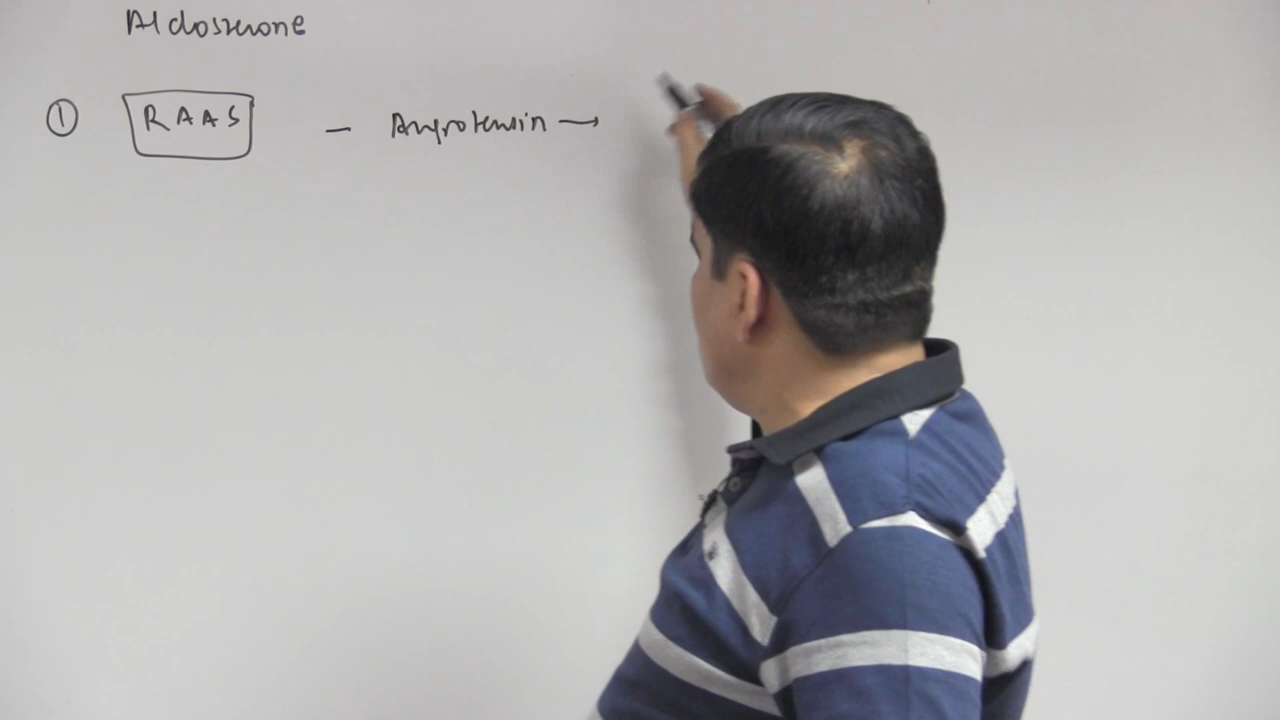 Aldosterone
① RAAS - Angiotensin →